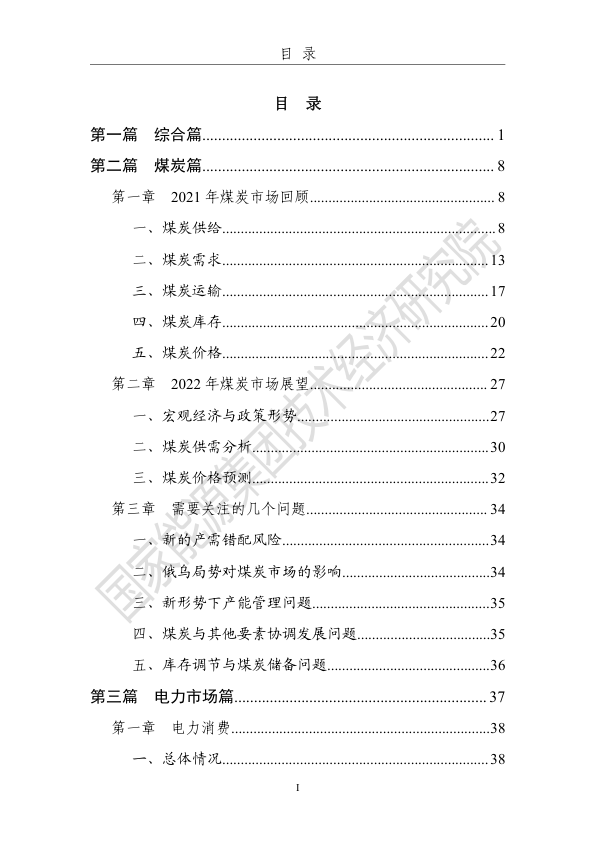 目 录
目 录
第一篇 综合篇.......................................................................... 1
第二篇 煤炭篇.......................................................................... 8
第一章 2021 年煤炭市场回顾................................................. 8
一、煤炭供给.......................................................................8
二、煤炭需求.......................................................................13
三、煤炭运输.......................................................................17
四、煤炭库存.......................................................................20
五、煤炭价格.......................................................................22
第二章 2022 年煤炭市场展望............................................... 27
一、宏观经济与政策形势...................................................27
二、煤炭供需分析...............................................................30
三、煤炭价格预测...............................................................32
第三章 需要关注的几个问题................................................ 34
一、新的产需错配风险.......................................................34
二、俄乌局势对煤炭市场的影响.......................................34
三、新形势下产能管理问题...............................................35
四、煤炭与其他要素协调发展问题...................................35
五、库存调节与煤炭储备问题...........................................36
第三篇 电力市场篇................................................................ 37
第一章 电力消费.....................................................................38
一、总体情况.......................................................................38
国家能源集团技术经济研究院
I